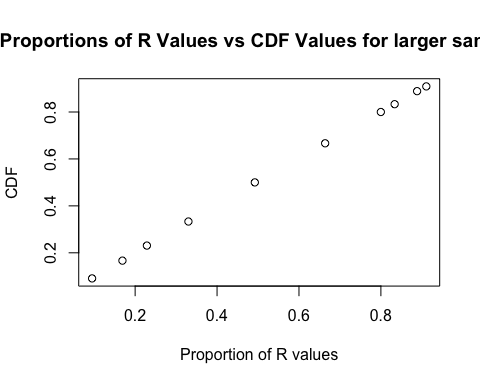 Proportions of R Values vs CDF Values for larger sar
CDF
0.8
0.6
0.4
0.2
0.2 0.4 0.6 0.8
Proportion of R values